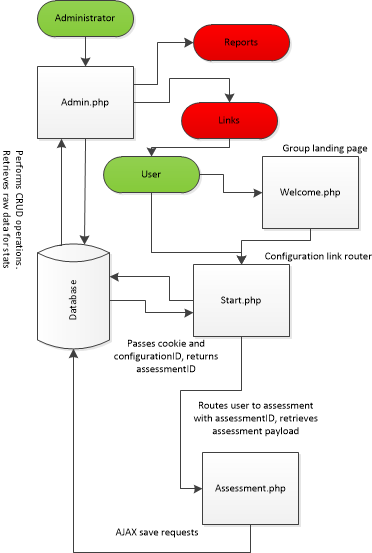 Administrator
Reports
Admin.php
Links
Group landing page
User
Welcome.php
Performs CRUD operations.
Retrieves raw data for stats
Configuration link router
Database
Start.php
Passes cookie and
configurationID, returns
assessmentID
Routes user to assessment
with assessmentID, retrieves
assessment payload
Assessment.php
AJAX save requests